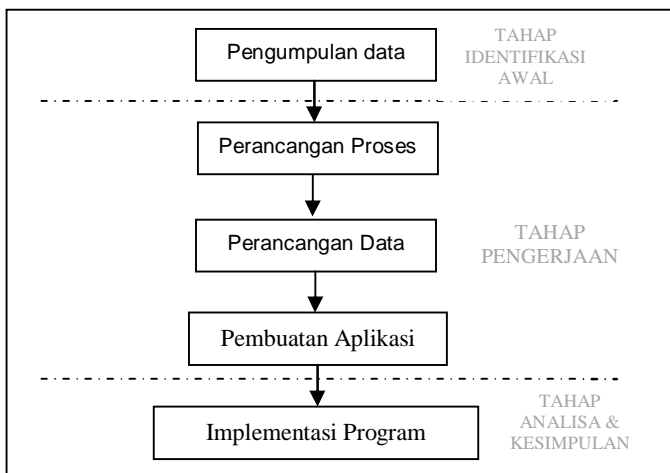 Pengumpulan data
TAHAP
IDENTIFIKASI
AWAL
Perancangan Proses
Perancangan Data
TAHAP
PENGERJAAN
Pembuatan Aplikasi
Implementasi Program
TAHAP
ANALISA &
KESIMPULAN